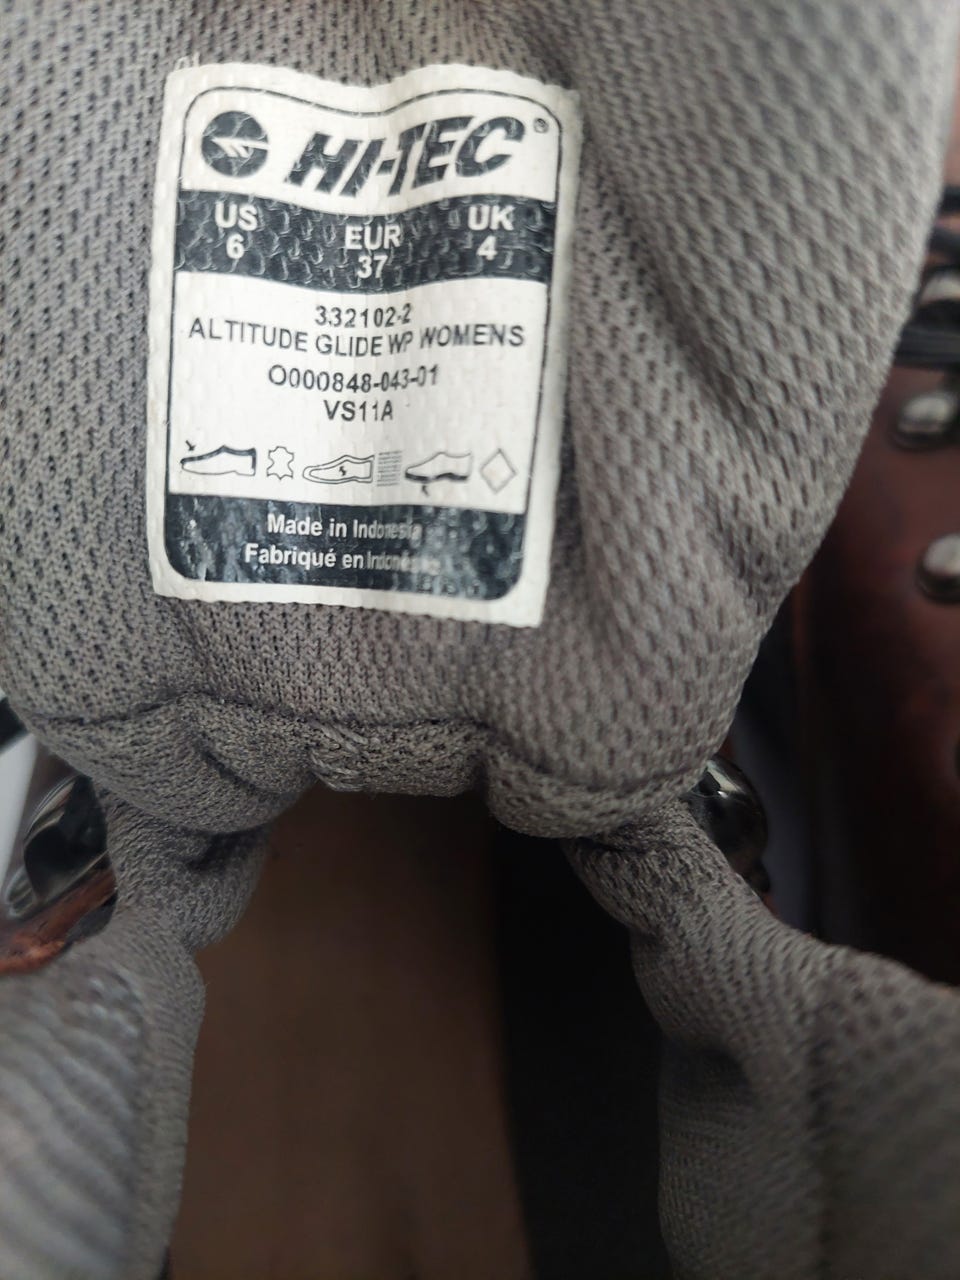 HI-TEC®
US EUR UK
6 37 4
332102-2
ALTITUDE GLIDE WP WOMENS
O000848-043-01
VS11A
Made in Indonesia
Fabriqué en Indonésie